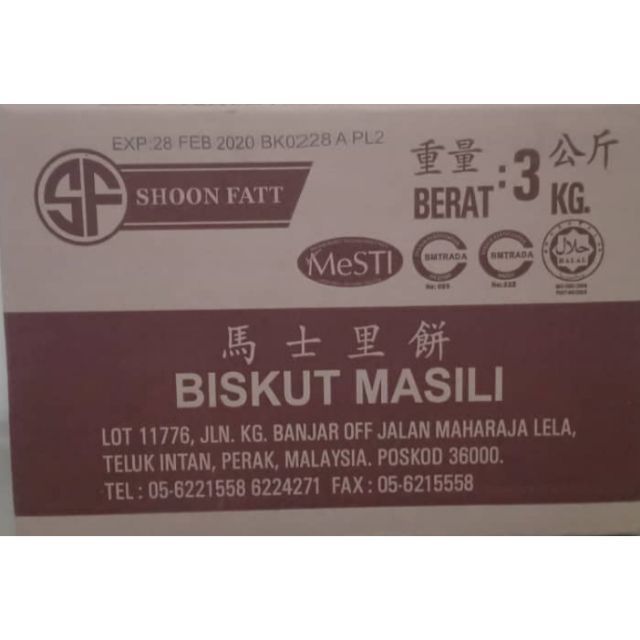 EXP:28 FEB 2020 BK0228 A PL2
SF SHOON FATT
重量 : 3 公斤
BERAT KG.
MeSTI
BMTRADA
BMTRADA
حلال
HALAL
馬士里餅
BISKUT MASILI
LOT 11776, JLN. KG. BANJAR OFF JALAN MAHARAJA LELA,
TELUK INTAN, PERAK, MALAYSIA. POSKOD 36000.
TEL : 05-6221558 6224271 FAX : 05-6215558